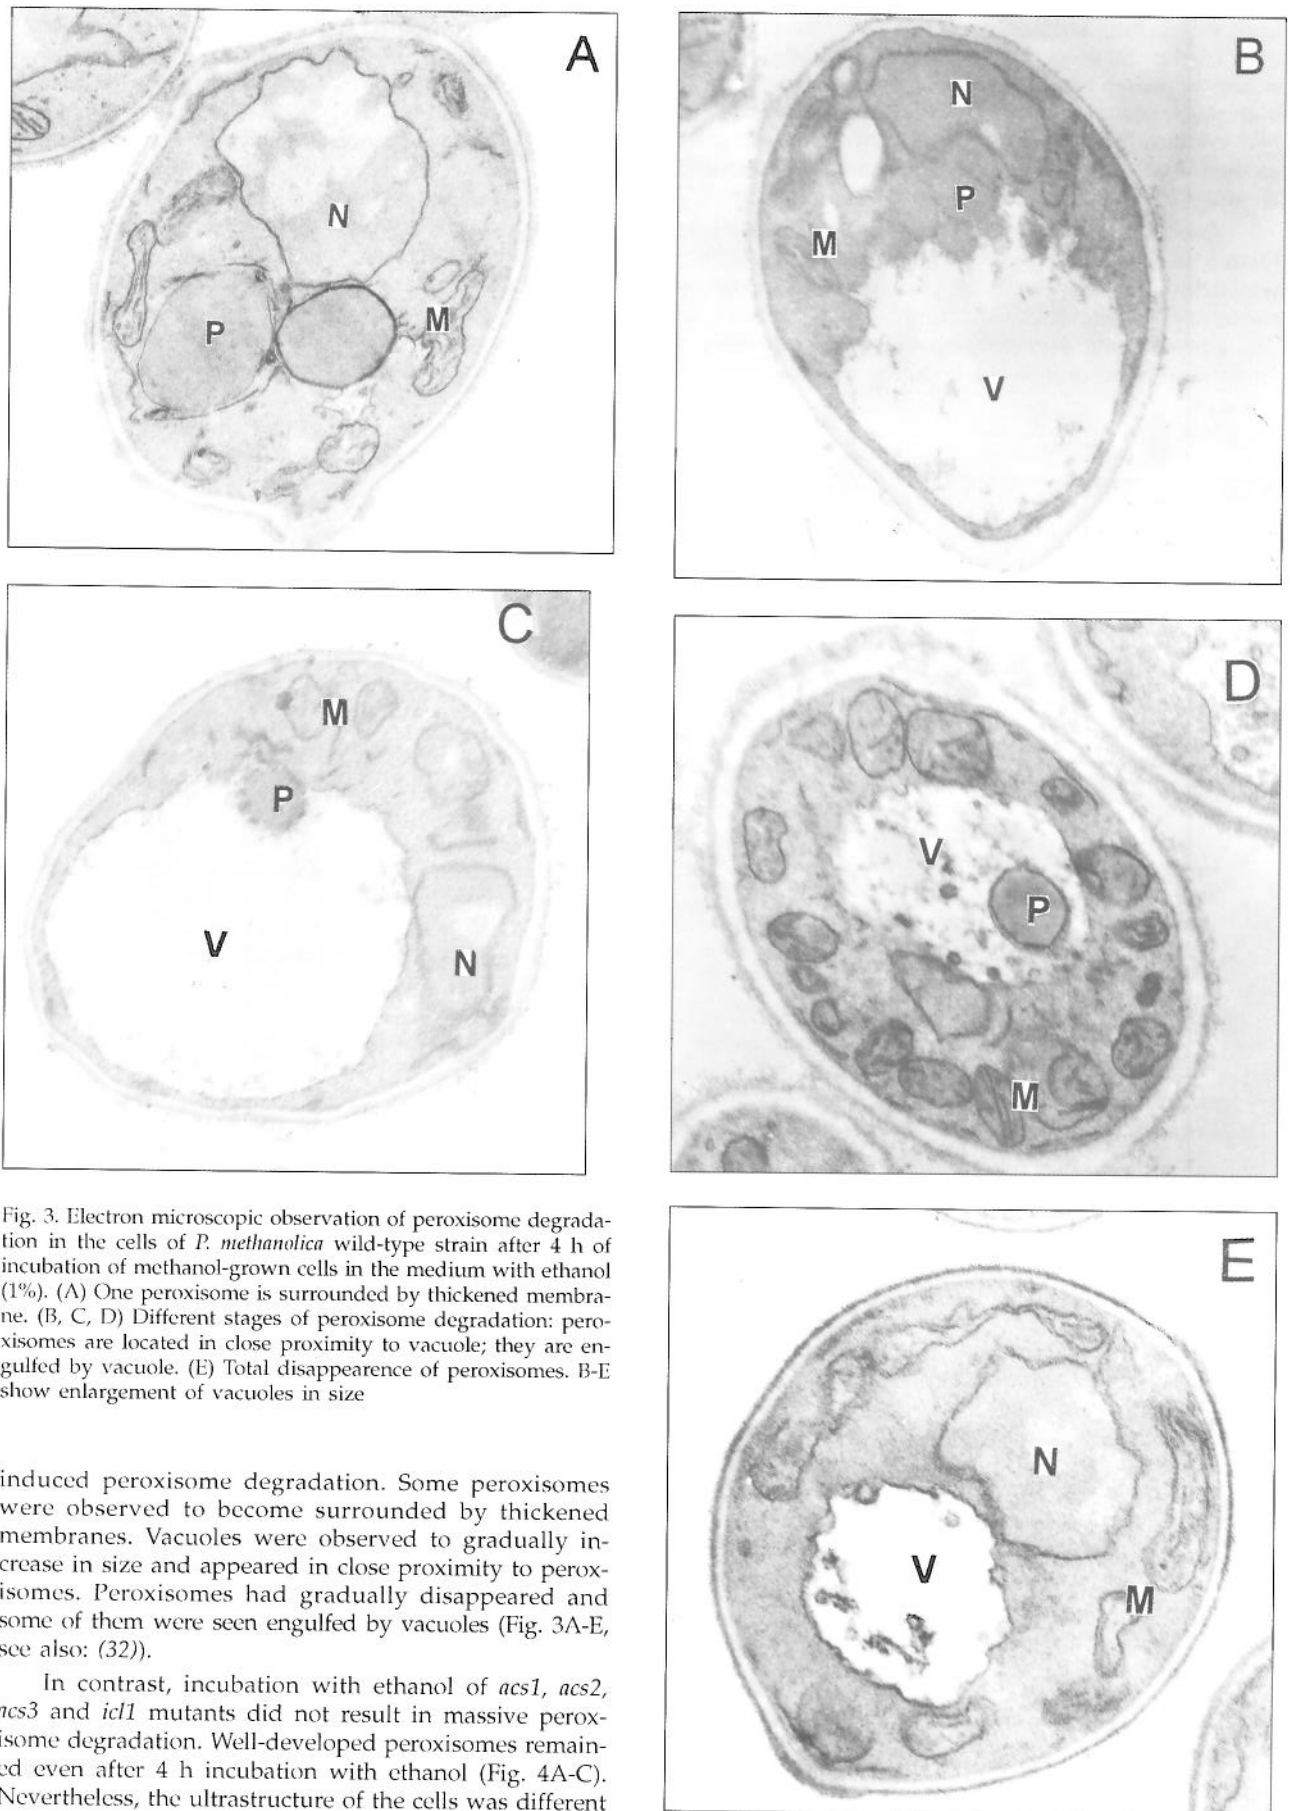 A
N
P
M
B
N
P
M
V
C
M
P
V
N
D
V
P
M
Fig. 3. Electron microscopic observation of peroxisome degrada-
tion in the cells of P. methanolica wild-type strain after 4 h of
incubation of methanol-grown cells in the medium with ethanol
(1%). (A) One peroxisome is surrounded by thickened membra-
ne. (B, C, D) Different stages of peroxisome degradation: pero-
xisomes are located in close proximity to vacuole; they are en-
gulfed by vacuole. (E) Total disappearence of peroxisomes. B-E
show enlargement of vacuoles in size
induced peroxisome degradation. Some peroxisomes
were observed to become surrounded by thickened
membranes. Vacuoles were observed to gradually in-
crease in size and appeared in close proximity to perox-
isomes. Peroxisomes had gradually disappeared and
some of them were seen engulfed by vacuoles (Fig. 3A-E,
see also: (32)).
In contrast, incubation with ethanol of acs1, acs2,
acs3 and icl1 mutants did not result in massive perox-
isome degradation. Well-developed peroxisomes remain-
ed even after 4 h incubation with ethanol (Fig. 4A-C).
Nevertheless, the ultrastructure of the cells was different
E
N
V
M